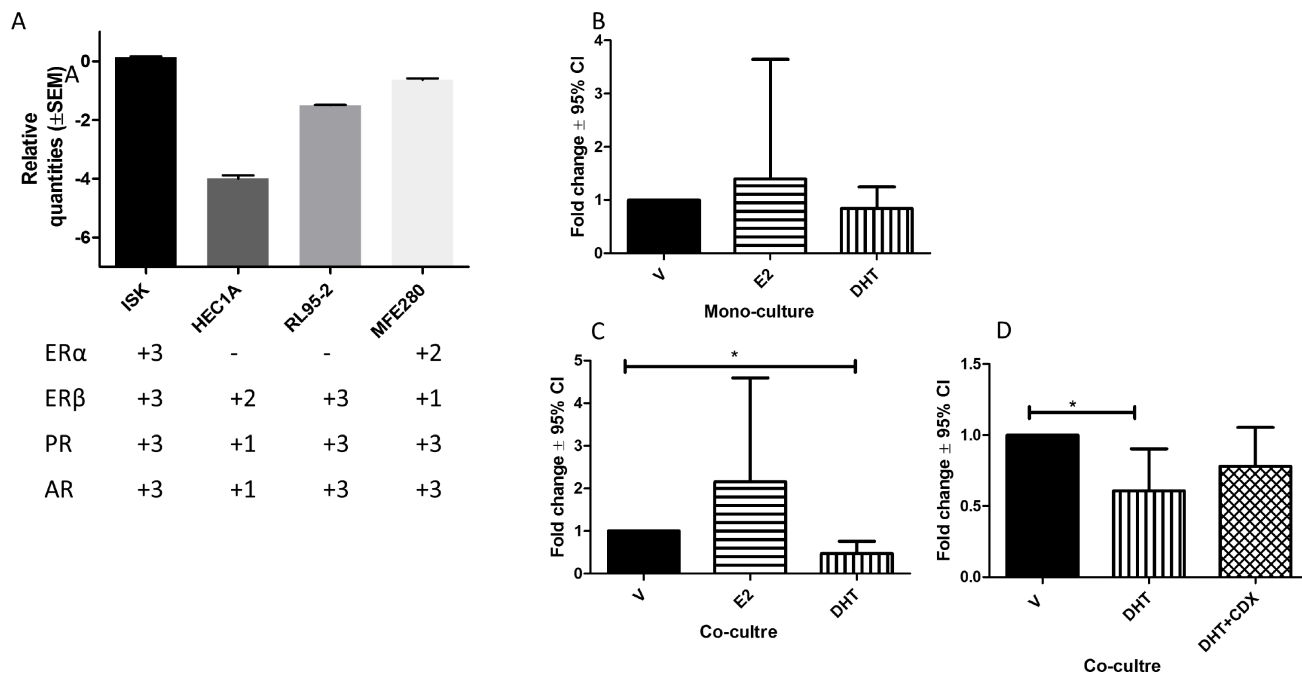 A
A
Relative
quantities (±SEM)
0
-2
-4
-6
ISK
HEC1A
RL95-2
MFE280
ERα +3 - - +2
ERβ +3 +2 +3 +1
PR +3 +1 +3 +3
AR +3 +1 +3 +3
B
Fold change ± 95% CI
4
3
2
1
0
V
E2
DHT
Mono-culture
C
Fold change ± 95% CI
5
4
3
2
1
0
*
V
E2
DHT
Co-cultre
D
Fold change ± 95% CI
1.5
1.0
0.5
0.0
*
V
DHT
DHT+CDX
Co-cultre